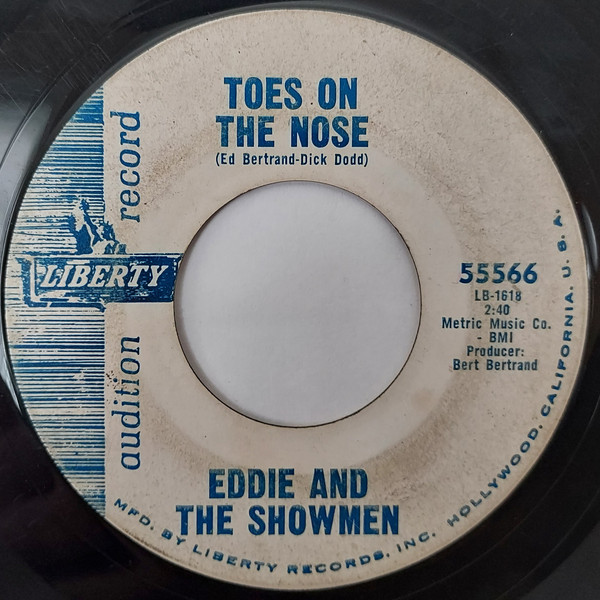 TOES ON
THE NOSE
(Ed Bertrand-Dick Dodd)
audition record
LIBERTY
55566
LB-1618
2:40
Metric Music Co.
- BMI
Producer:
Bert Bertrand
EDDIE AND
THE SHOWMEN
MFD. BY LIBERTY RECORDS, INC. HOLLYWOOD, CALIFORNIA, U. S. A.